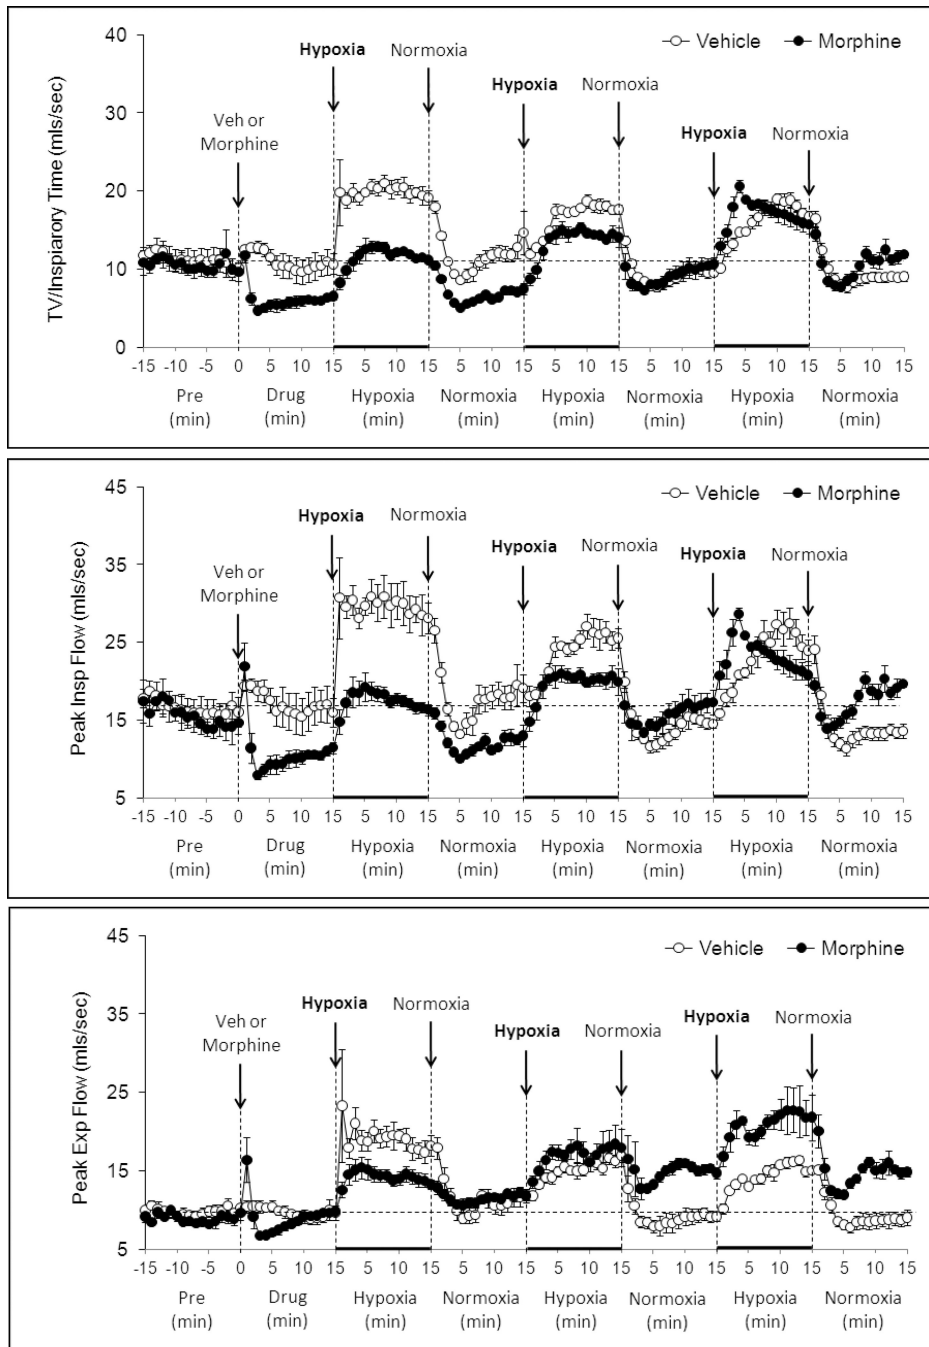 TV/Inspirary Time (mls/sec)
40
30
20
10
0
Hypoxia
Normoxia
Vehicle
Morphine
Veh or
Morphine
Hypoxia
Normoxia
Hypoxia
Normoxia
-15 -10 -5 0 5 10 15 5 10 15 5 10 15 5 10 15 5 10 15 5 10 15 5 10 15
Pre Drug Hypoxia Normoxia Hypoxia Normoxia Hypoxia Normoxia
(min) (min) (min) (min) (min) (min) (min) (min)
Peak Insp Flow (mls/sec)
45
35
25
15
5
Vehicle
Morphine
Hypoxia
Normoxia
Veh or
Morphine
Hypoxia
Normoxia
Hypoxia
Normoxia
-15 -10 -5 0 5 10 15 5 10 15 5 10 15 5 10 15 5 10 15 5 10 15 5 10 15
Pre Drug Hypoxia Normoxia Hypoxia Normoxia Hypoxia Normoxia
(min) (min) (min) (min) (min) (min) (min) (min)
Peak Exp Flow (mls/sec)
45
35
25
15
5
Vehicle
Morphine
Hypoxia
Normoxia
Veh or
Morphine
Hypoxia
Normoxia
Hypoxia
Normoxia
-15 -10 -5 0 5 10 15 5 10 15 5 10 15 5 10 15 5 10 15 5 10 15 5 10 15
Pre Drug Hypoxia Normoxia Hypoxia Normoxia Hypoxia Normoxia
(min) (min) (min) (min) (min) (min) (min) (min)